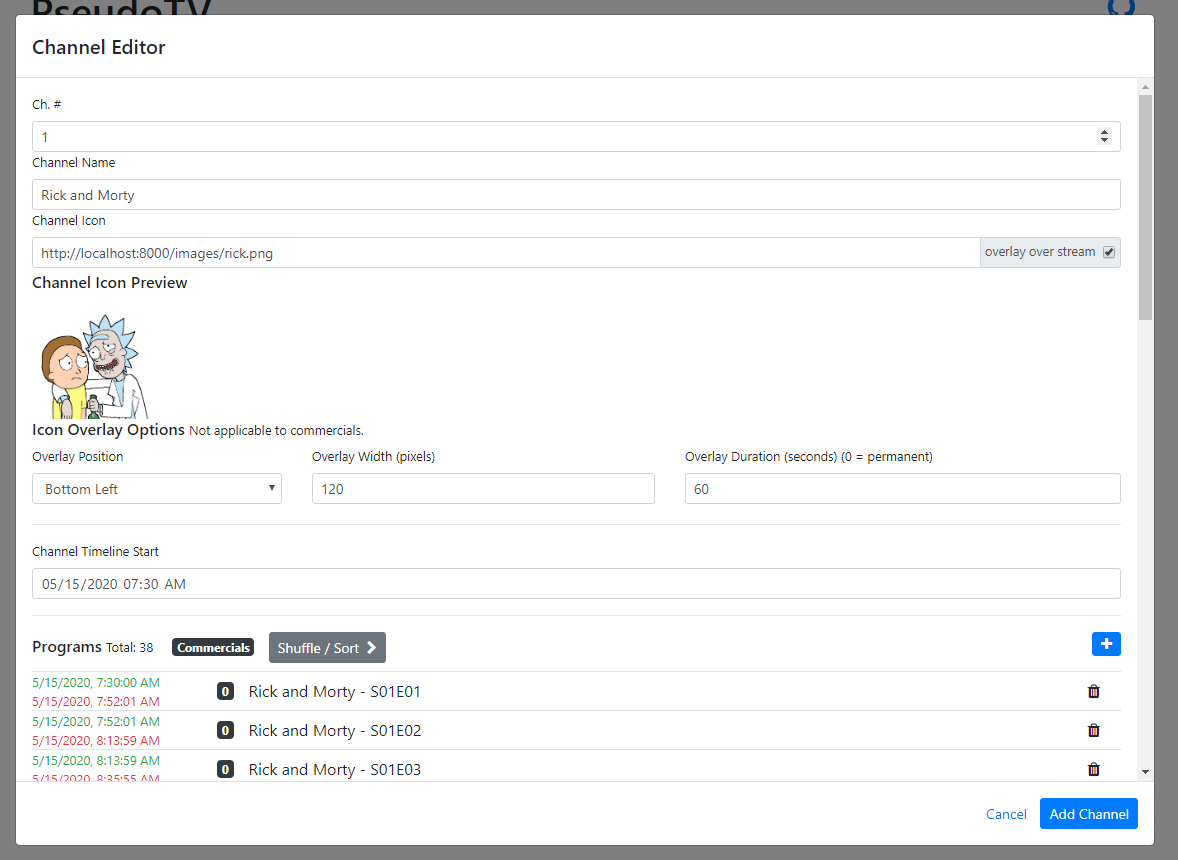 PseudoTV
Channel Editor
Ch. #
1
Channel Name
Rick and Morty
Channel Icon
http://localhost:8000/images/rick.png overlay over stream
Channel Icon Preview
Icon Overlay Options Not applicable to commercials.
Overlay Position Overlay Width (pixels) Overlay Duration (seconds) (0 = permanent)
Bottom Left 120 60
Channel Timeline Start
05/15/2020 07:30 AM
Programs Total: 38 Commercials Shuffle / Sort
5/15/2020, 7:30:00 AM
0 Rick and Morty - S01E01
5/15/2020, 7:52:01 AM
5/15/2020, 7:52:01 AM
0 Rick and Morty - S01E02
5/15/2020, 8:13:59 AM
5/15/2020, 8:13:59 AM
0 Rick and Morty - S01E03
5/15/2020, 8:35:55 AM
Cancel Add Channel